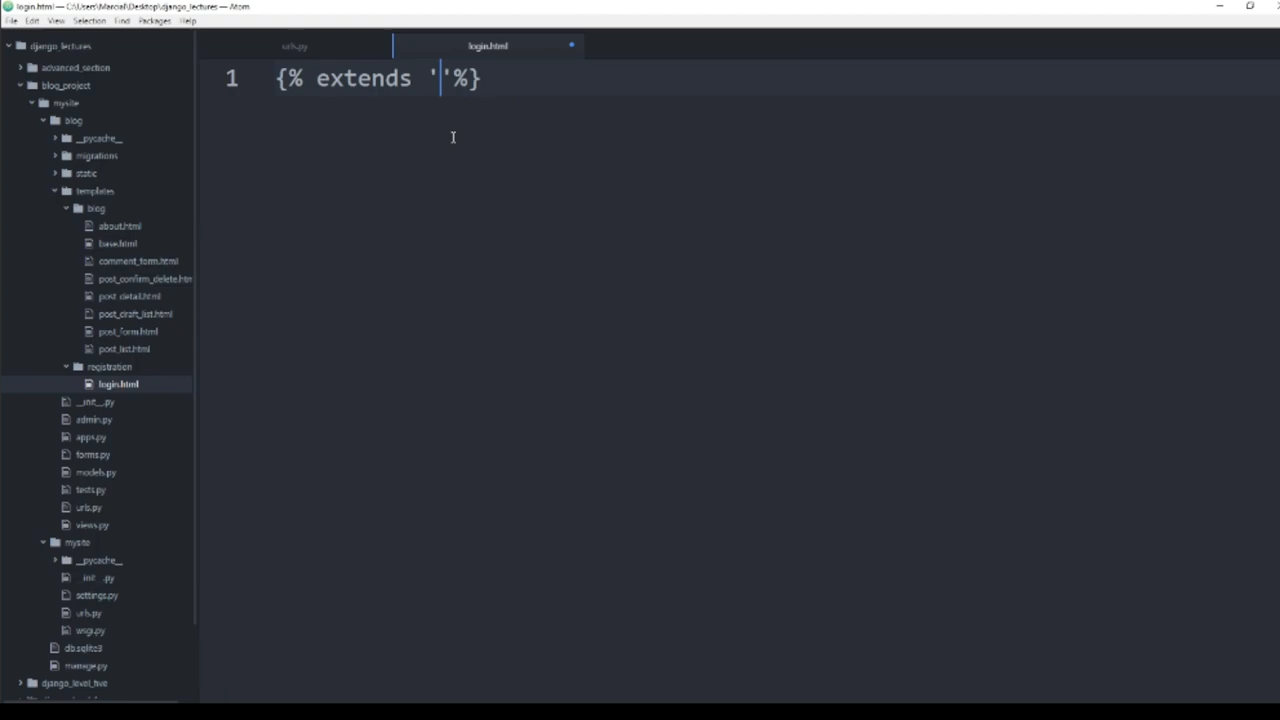 login.html — C:\Users\Marcial\Desktop\django_lectures — Atom
File Edit View Selection Find Packages Help
django_lectures
urls.py
login.html
advanced_section
blog_project
mysite
blog
__pycache__
migrations
static
templates
blog
about.html
base.html
comment_form.html
post_confirm_delete.htm
post_detail.html
post_draft_list.html
post_form.html
post_list.html
registration
login.html
__init__.py
admin.py
apps.py
forms.py
models.py
tests.py
urls.py
views.py
mysite
__pycache__
__init__.py
settings.py
urls.py
wsgi.py
db.sqlite3
manage.py
django_level_five
1 {% extends ''%}